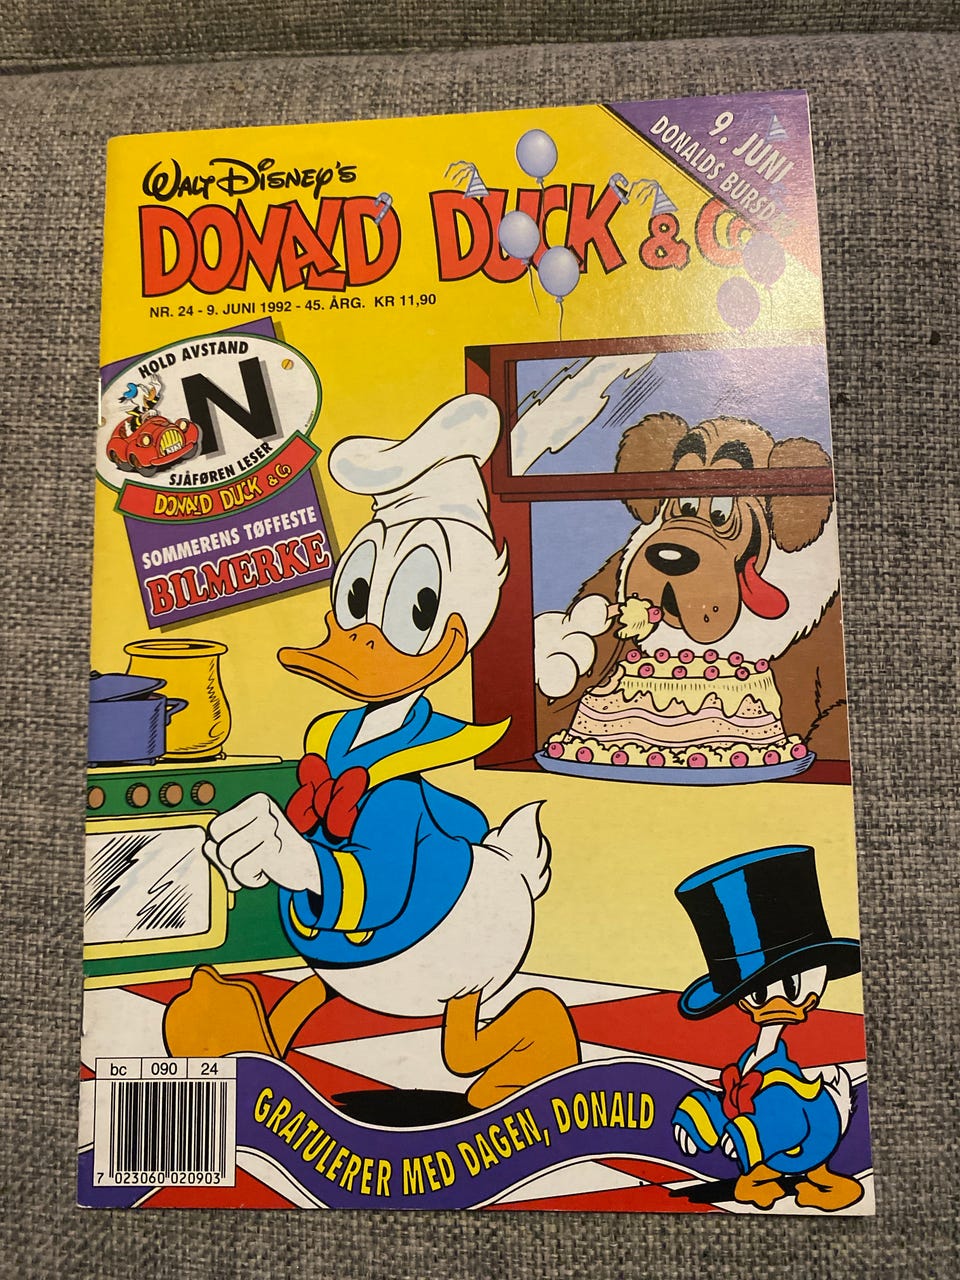 9. JUNI
DONALDS BURSDAG
WALT DISNEY'S
DONALD DUCK & Co
NR. 24 - 9. JUNI 1992 - 45. ÅRG. KR 11,90
HOLD AVSTAND
N
SJÅFØREN LESER
DONALD DUCK & Co
SOMMERENS TØFFESTE
BILMERKE
bc 090 24
7 023060 020903
GRATULERER MED DAGEN, DONALD